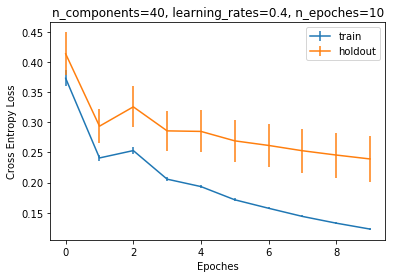 n_components=40, learning_rates=0.4, n_epoches=10
train
holdout
Cross Entropy Loss
0.45
0.40
0.35
0.30
0.25
0.20
0.15
0
2
4
6
8
Epoches